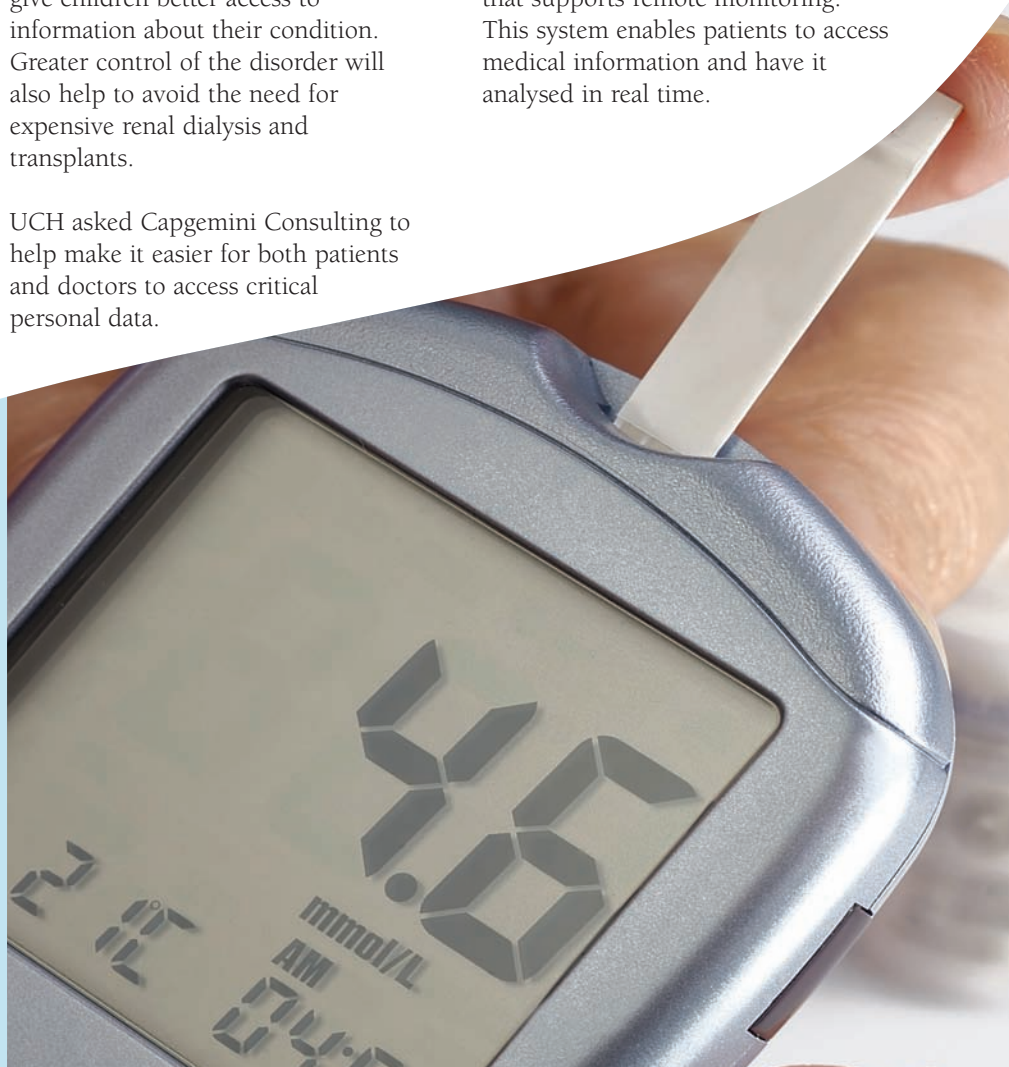 give children better access to
information about their condition.
Greater control of the disorder will
also help to avoid the need for
expensive renal dialysis and
transplants.
UCH asked Capgemini Consulting to
help make it easier for both patients
and doctors to access critical
personal data.
that supports remote monitoring.
This system enables patients to access
medical information and have it
analysed in real time.
4.6
mmol/L
AM